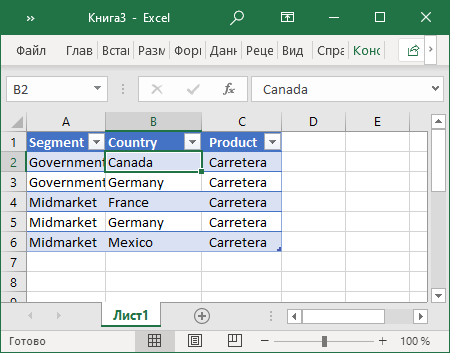 » Книга3 - Excel
Файл Глав Встав Разм Форм Данн Реце Вид Спра Конс
B2 fx Canada
A B C D E
1 Segment Country Product
2 Government Canada Carretera
3 Government Germany Carretera
4 Midmarket France Carretera
5 Midmarket Germany Carretera
6 Midmarket Mexico Carretera
7
8
9
Лист1
Готово 100 %